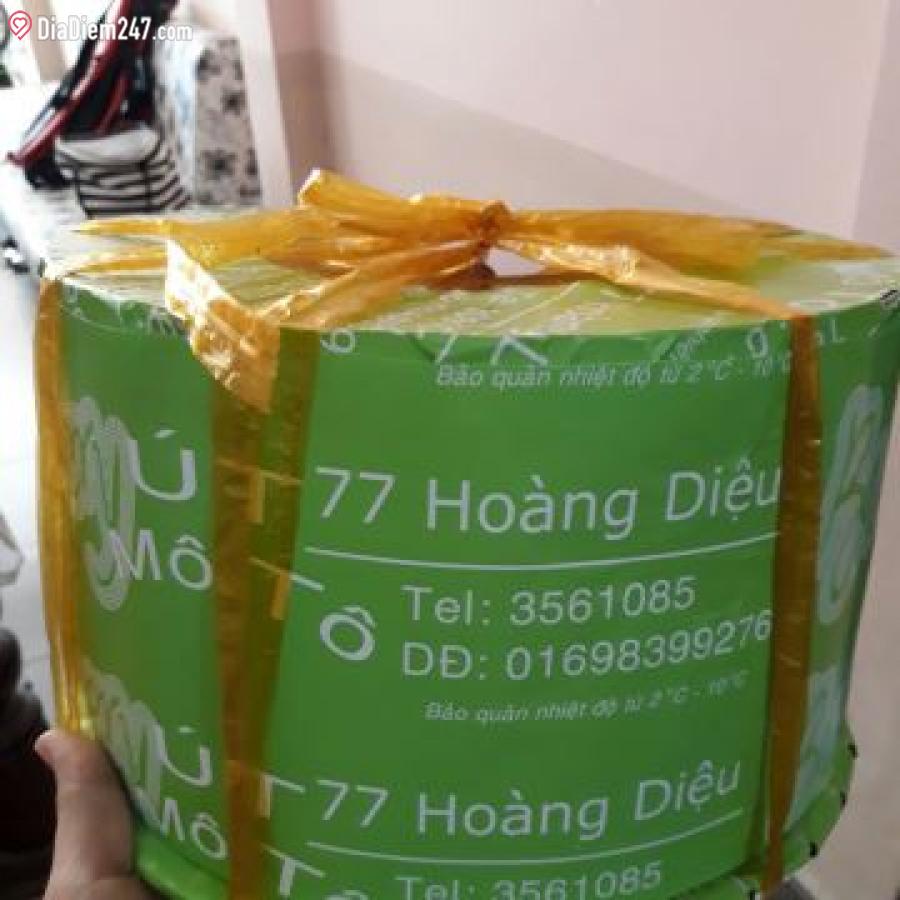 DiaDiem247.com
Bảo quản nhiệt độ từ 2°C - 10°C
77 Hoàng Diệu
Tel: 3561085
DĐ: 01698399276
Bảo quản nhiệt độ từ 2°C - 10°C
77 Hoàng Diệu
Tel: 3561085